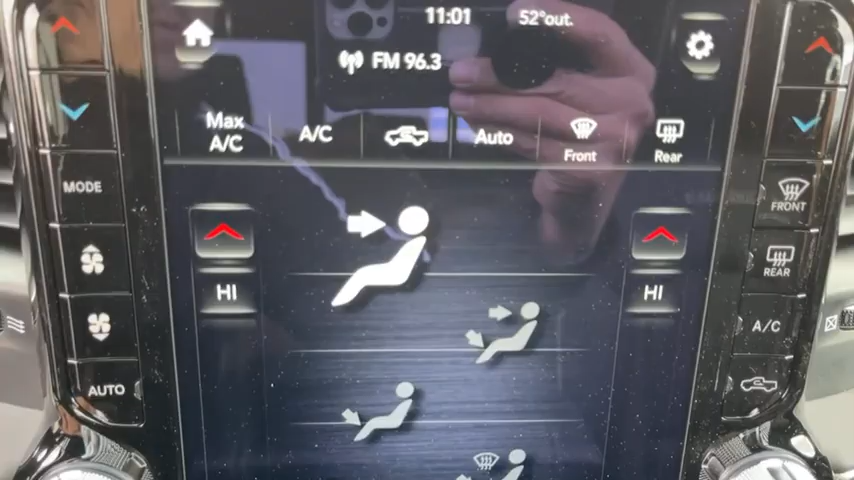 11:01
52°out.
FM 96.3
Max
A/C
A/C
Auto
Front
Rear
MODE
FRONT
REAR
HI
HI
A/C
AUTO